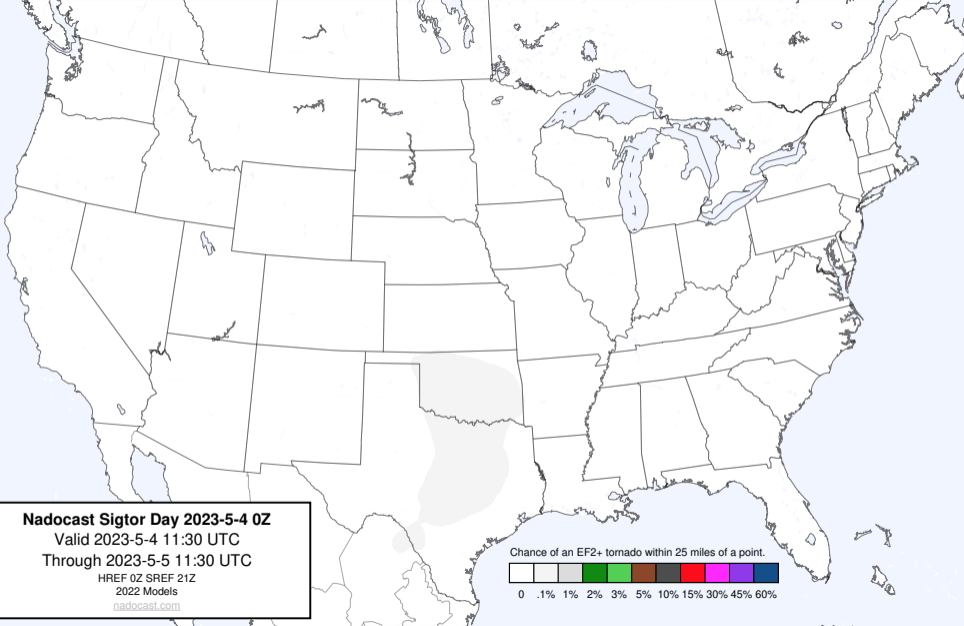 Nadocast Sigtor Day 2023-5-4 0Z
Valid 2023-5-4 11:30 UTC
Through 2023-5-5 11:30 UTC
HREF 0Z SREF 21Z
2022 Models
nadocast.com
Chance of an EF2+ tornado within 25 miles of a point.
0 .1% 1% 2% 3% 5% 10% 15% 30% 45% 60%